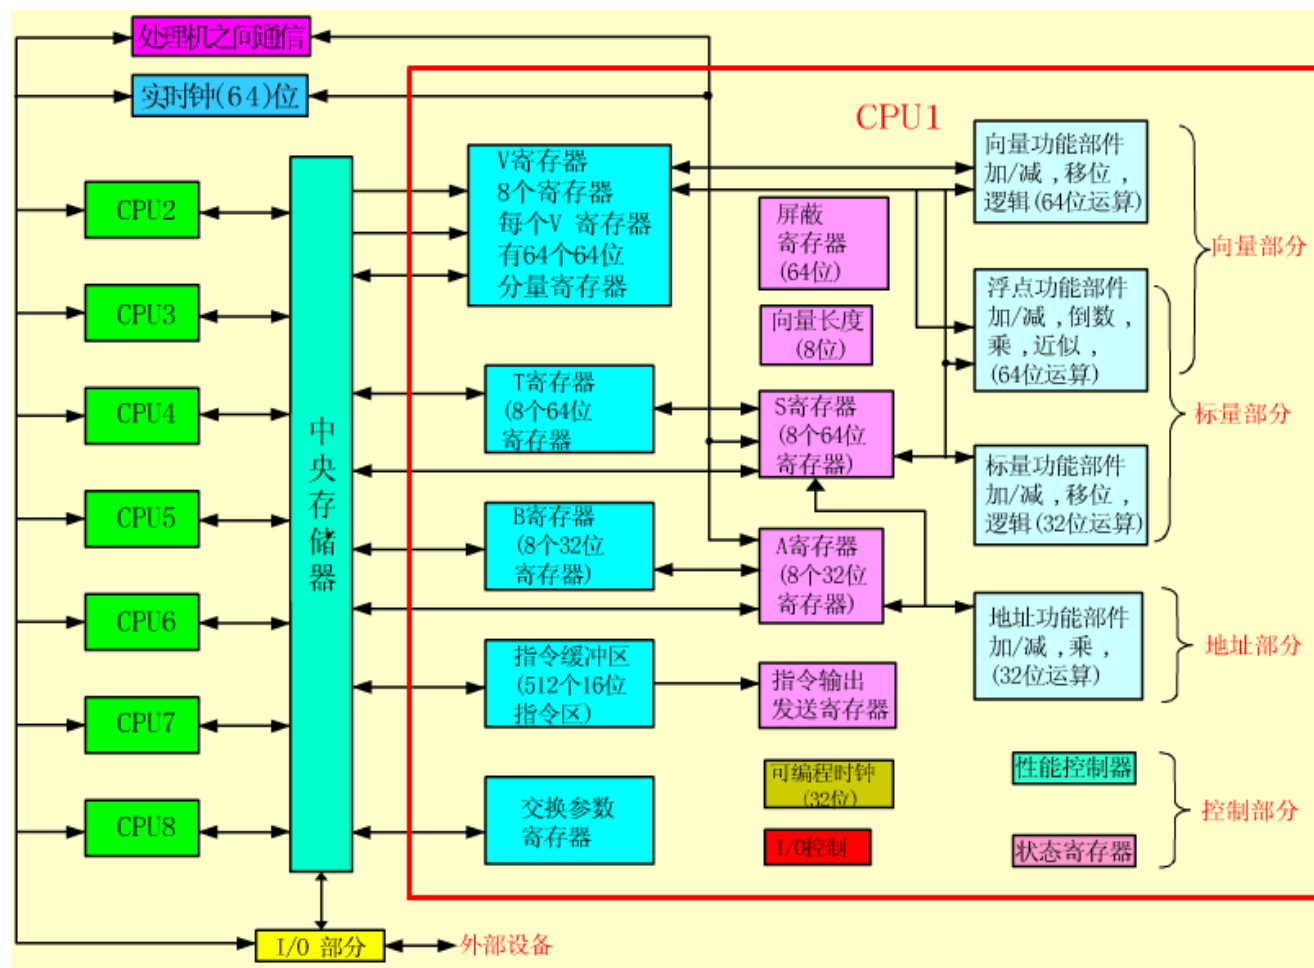 处理机之间通信
实时钟(64)位
CPU1
CPU2
CPU3
CPU4
CPU5
CPU6
CPU7
CPU8
中
央
存
储
器
I/O 部分
外部设备
V寄存器
8个寄存器
每个V 寄存器
有64个64位
分量寄存器
T寄存器
(8个64位
寄存器
B寄存器
(8个32位
寄存器)
指令缓冲区
(512个16位
指令区)
交换参数
寄存器
屏蔽
寄存器
(64位)
向量长度
(8位)
S寄存器
(8个64位
寄存器)
A寄存器
(8个32位
寄存器)
指令输出
发送寄存器
可编程时钟
(32位)
I/O控制
向量功能部件
加/减,移位,
逻辑(64位运算)
浮点功能部件
加/减,倒数,
乘,近似,
(64位运算)
标量功能部件
加/减,移位,
逻辑(32位运算)
地址功能部件
加/减,乘,
(32位运算)
性能控制器
状态寄存器
向量部分
标量部分
地址部分
控制部分